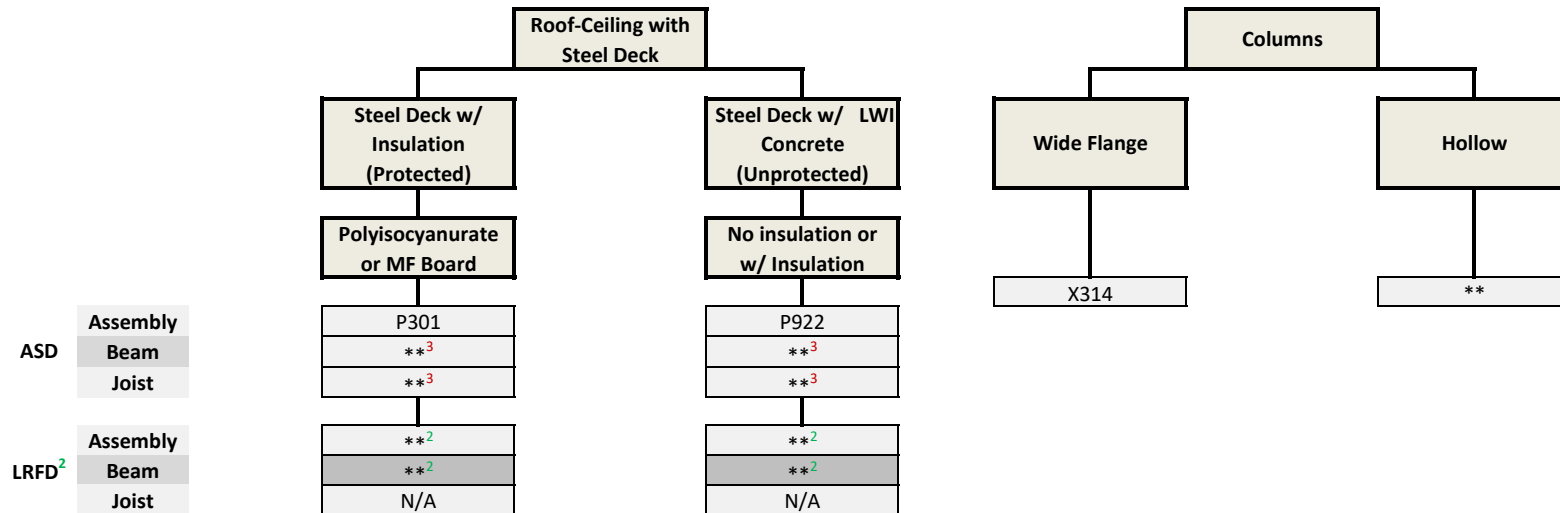 Roof-Ceiling with
Steel Deck
Columns
Steel Deck w/
Insulation
(Protected)
Steel Deck w/ LWI
Concrete
(Unprotected)
Wide Flange
Hollow
Polyisocyanurate
or MF Board
No insulation or
w/ Insulation
X314
**
ASD
Assembly
P301
P922
Beam
**3
**3
Joist
**3
**3
LRFD2
Assembly
**2
**2
Beam
**2
**2
Joist
N/A
N/A